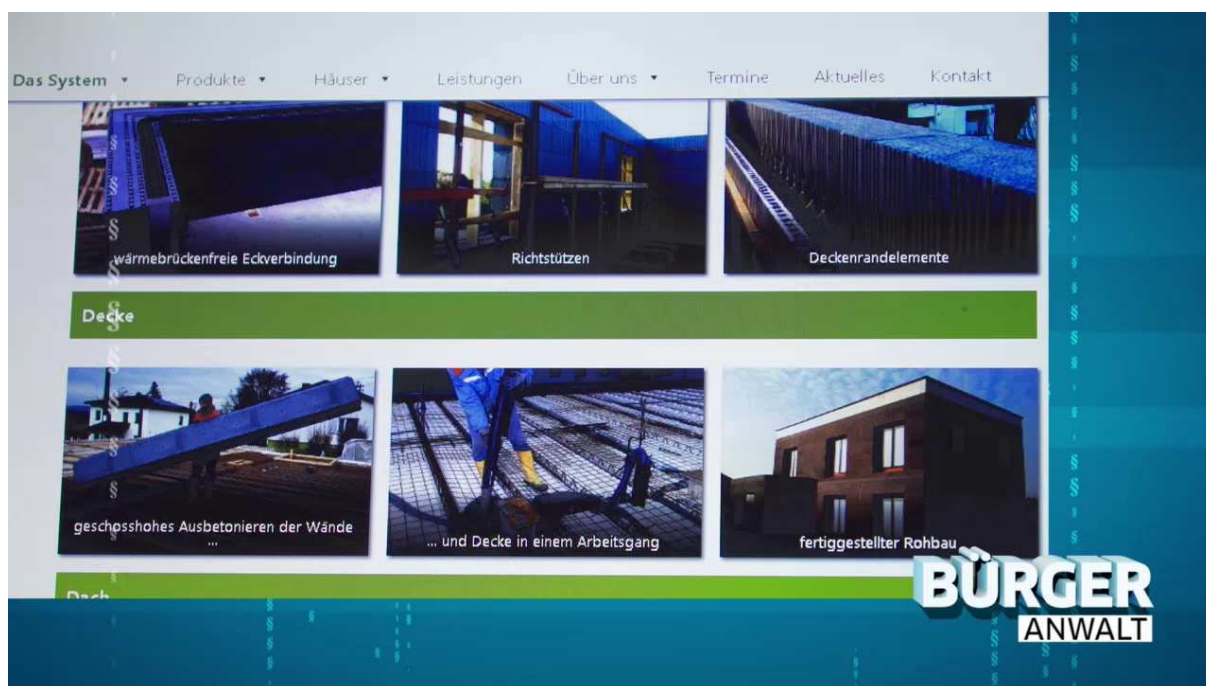 Das System
Produkte
Häuser
Leistungen
Über uns
Termine
Aktuelles
Kontakt
wärmebrückenfreie Eckverbindung
Richtstützen
Deckenrandelemente
Decke
geschosshohes Ausbetonieren der Wände
...
... und Decke in einem Arbeitsgang
fertiggestellter Rohbau
Dach
BÜRGER
ANWALT